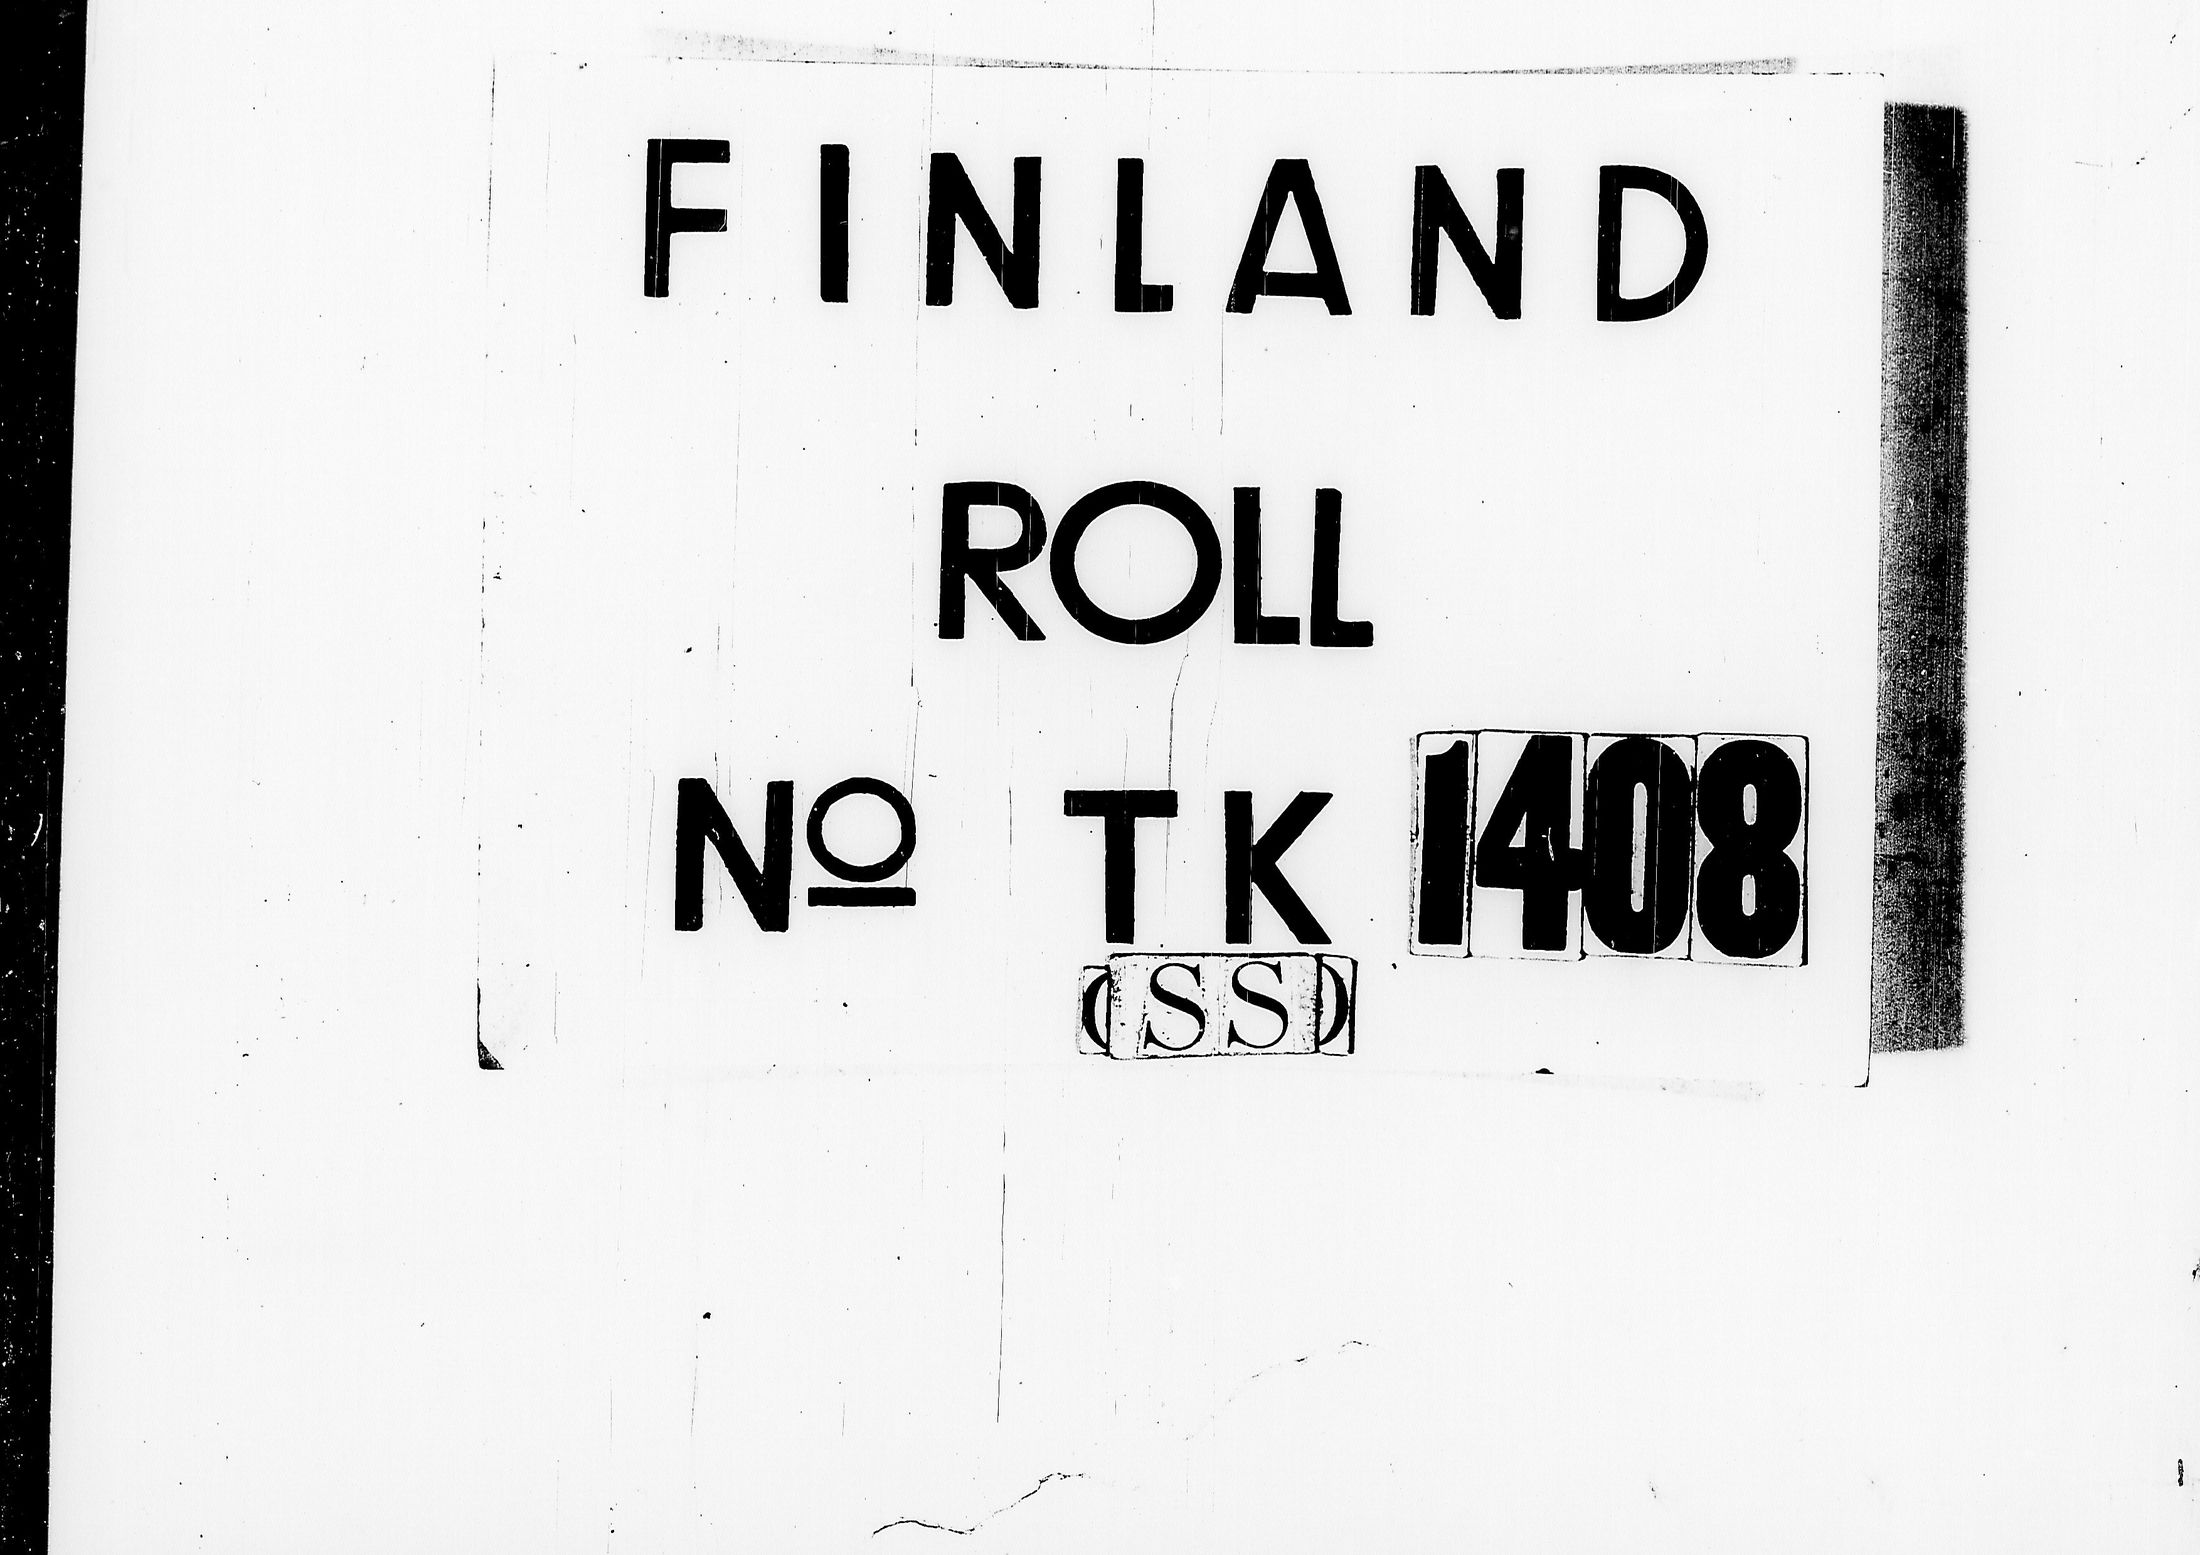 FINLAND
ROLL
Nº TK 1408
(SS)